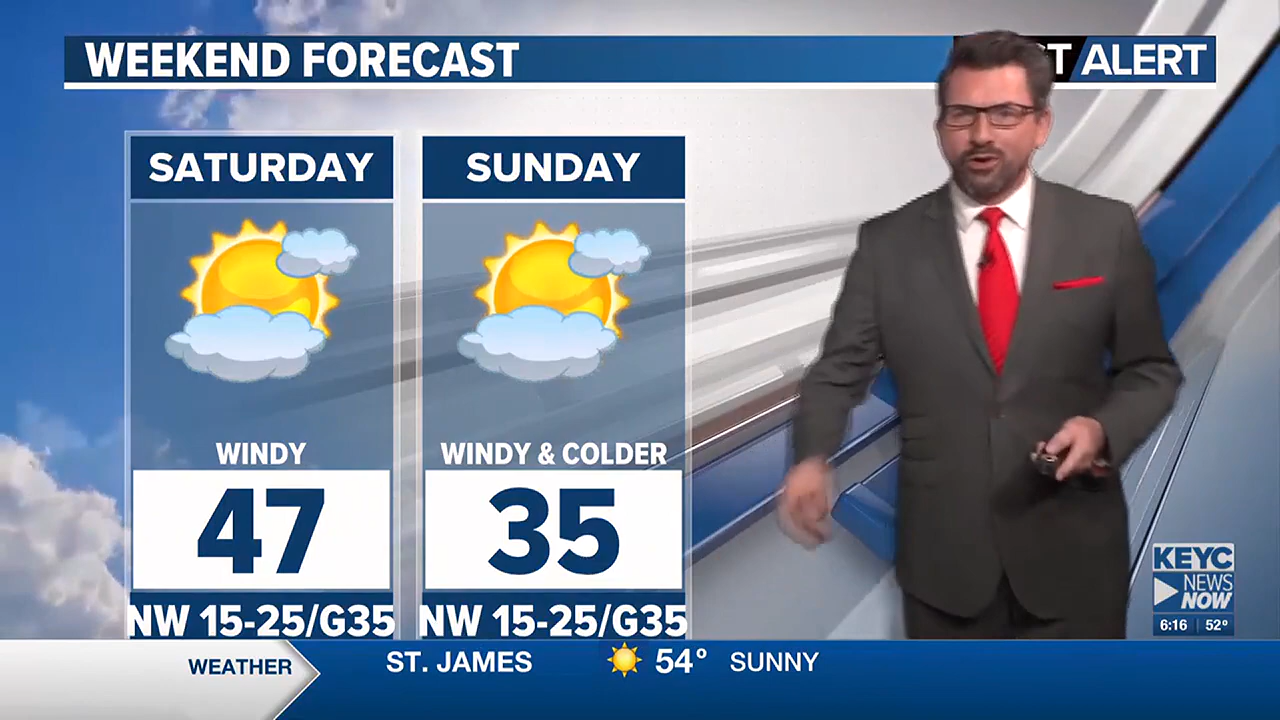 WEEKEND FORECAST
ALERT
SATURDAY
WINDY
47
NW 15-25/G35
SUNDAY
WINDY & COLDER
35
NW 15-25/G35
KEYC
NEWS
NOW
6:16 52°
WEATHER
ST. JAMES 54° SUNNY